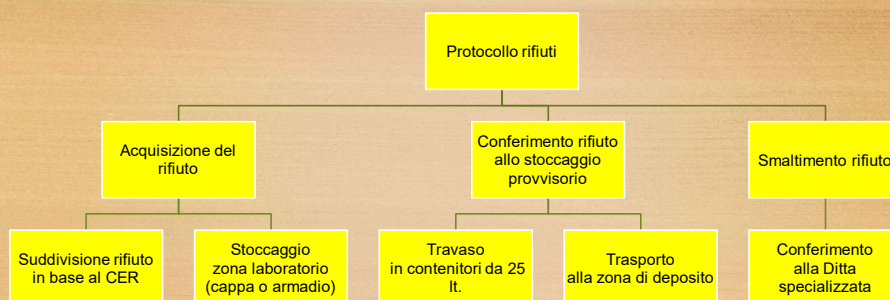 Protocollo rifiuti
Acquisizione del
rifiuto
Conferimento rifiuto
allo stoccaggio
provvisorio
Smaltimento rifiuto
Suddivisione rifiuto
in base al CER
Stoccaggio
zona laboratorio
(cappa o armadio)
Travaso
in contenitori da 25
lt.
Trasporto
alla zona di deposito
Conferimento
alla Ditta
specializzata